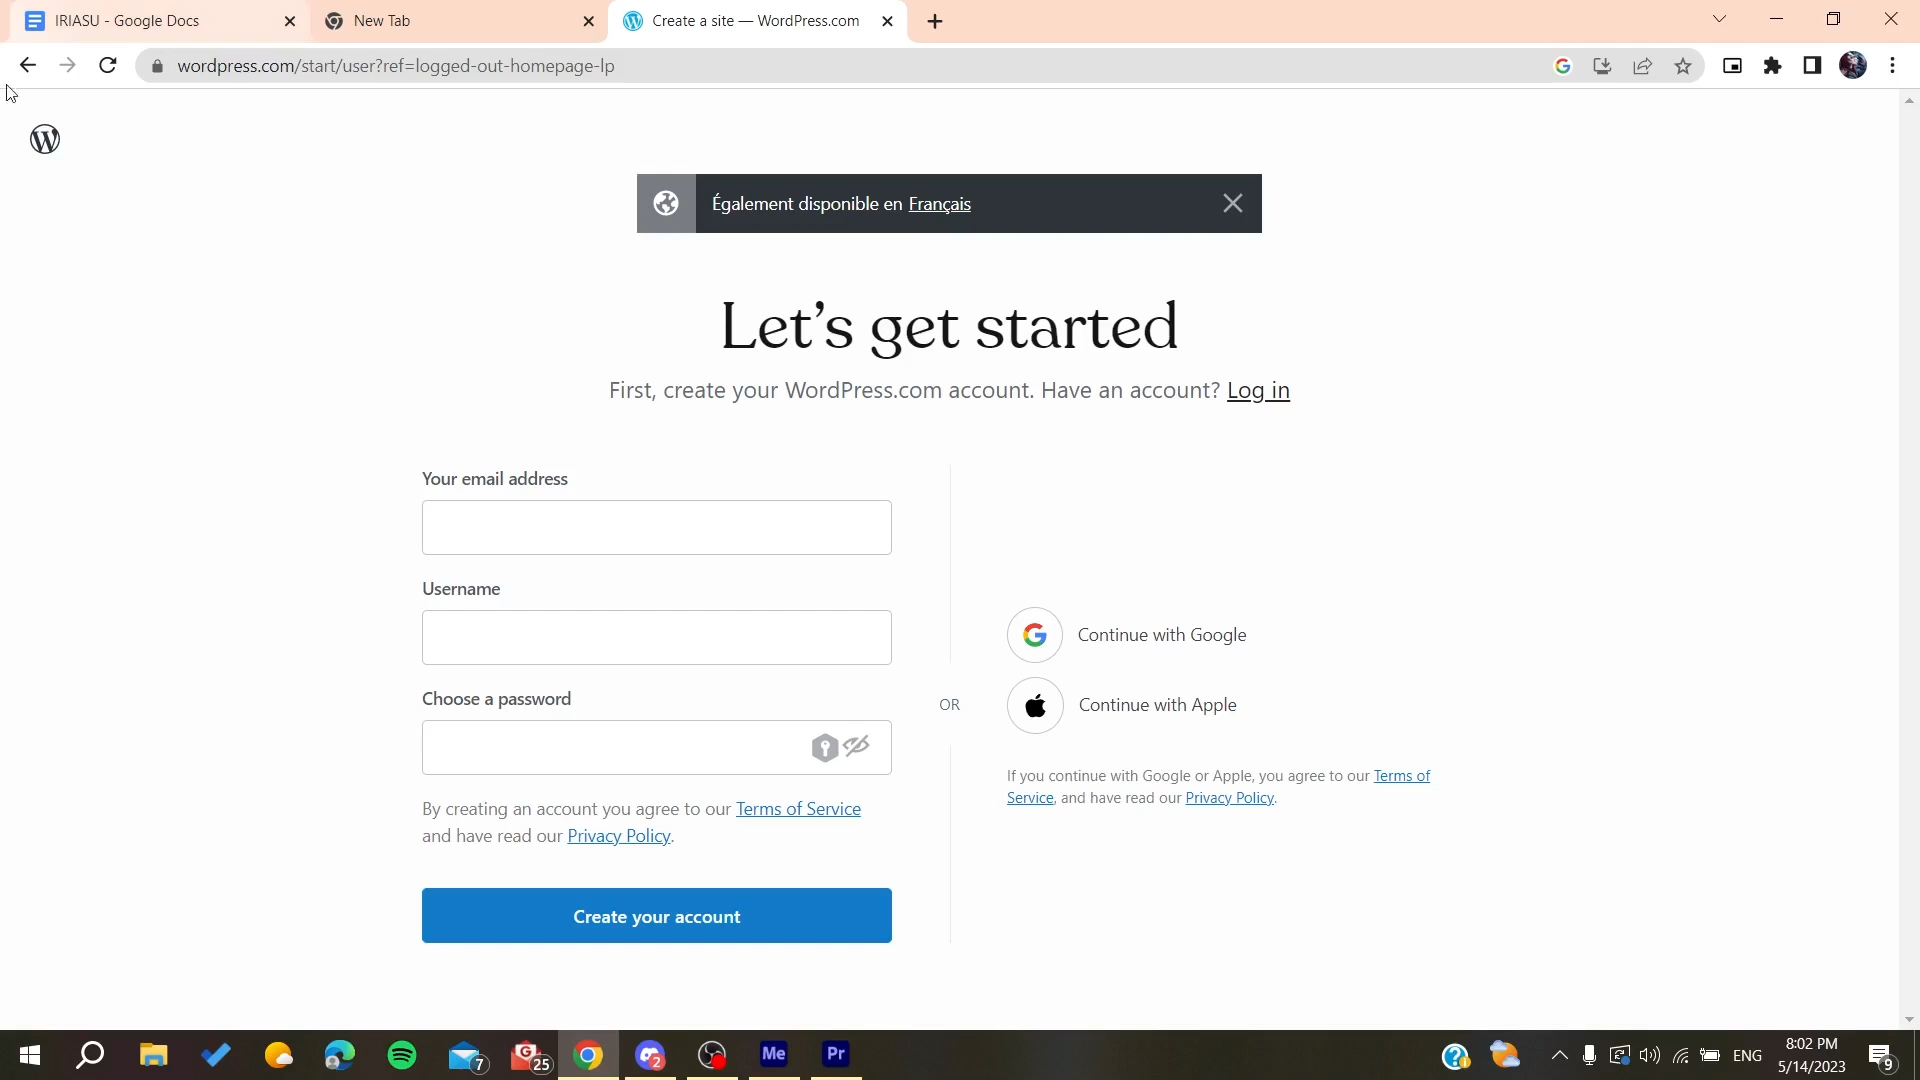 IRIASU - Google Docs
New Tab
Create a site — WordPress.com
wordpress.com/start/user?ref=logged-out-homepage-lp
Également disponible en Français
Let's get started
First, create your WordPress.com account. Have an account? Log in
Your email address
Username
Choose a password
By creating an account you agree to our Terms of Service
and have read our Privacy Policy.
Create your account
OR
Continue with Google
Continue with Apple
If you continue with Google or Apple, you agree to our Terms of
Service, and have read our Privacy Policy.
7
25
2
Me
Pr
ENG
8:02 PM
5/14/2023
9